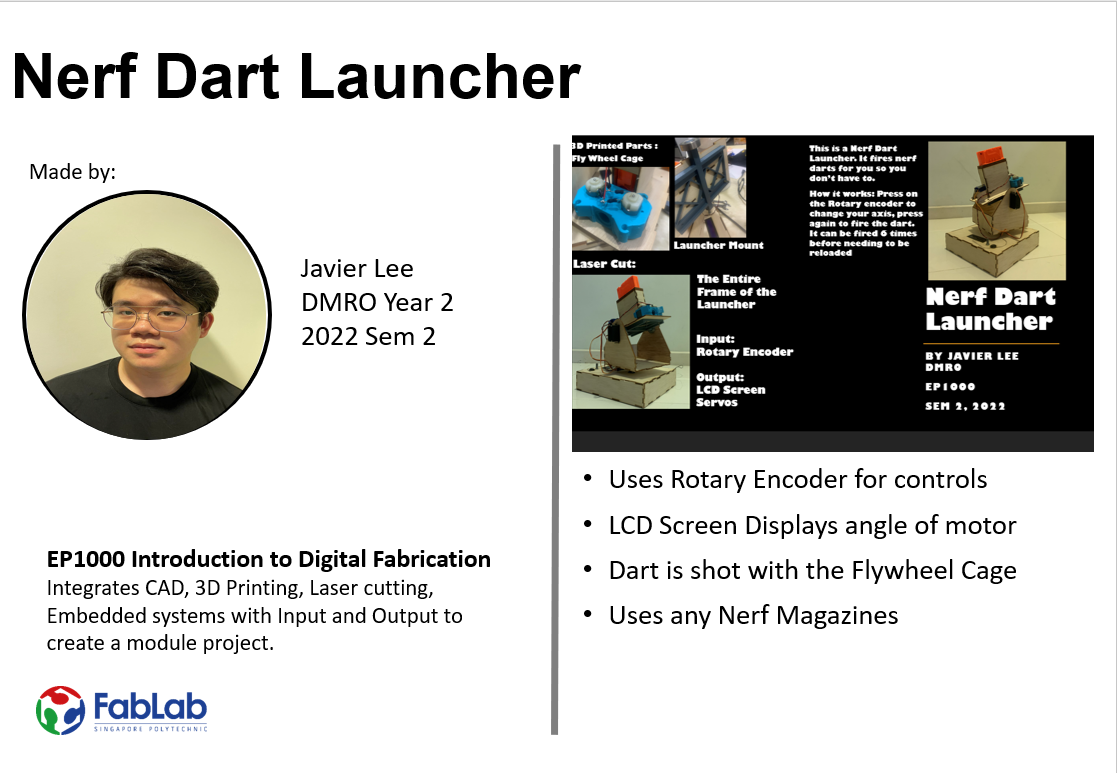 Nerf Dart Launcher
Made by:
Javier Lee
DMRO Year 2
2022 Sem 2
EP1000 Introduction to Digital Fabrication
Integrates CAD, 3D Printing, Laser cutting,
Embedded systems with Input and Output to
create a module project.
FabLab
SINGAPORE POLYTECHNIC
3D Printed Parts :
Fly Wheel Cage
Launcher Mount
Laser Cut:
The Entire
Frame of the
Launcher
Input:
Rotary Encoder
Output:
LCD Screen
Servos
This is a Nerf Dart
Launcher. It fires nerf
darts for you so you
don't have to.
How it works: Press on
the Rotary encoder to
change your axis, press
again to fire the dart.
It can be fired 6 times
before needing to be
reloaded
Nerf Dart
Launcher
BY JAVIER LEE
DMRO
EP1000
SEM 2, 2022
• Uses Rotary Encoder for controls
• LCD Screen Displays angle of motor
• Dart is shot with the Flywheel Cage
• Uses any Nerf Magazines